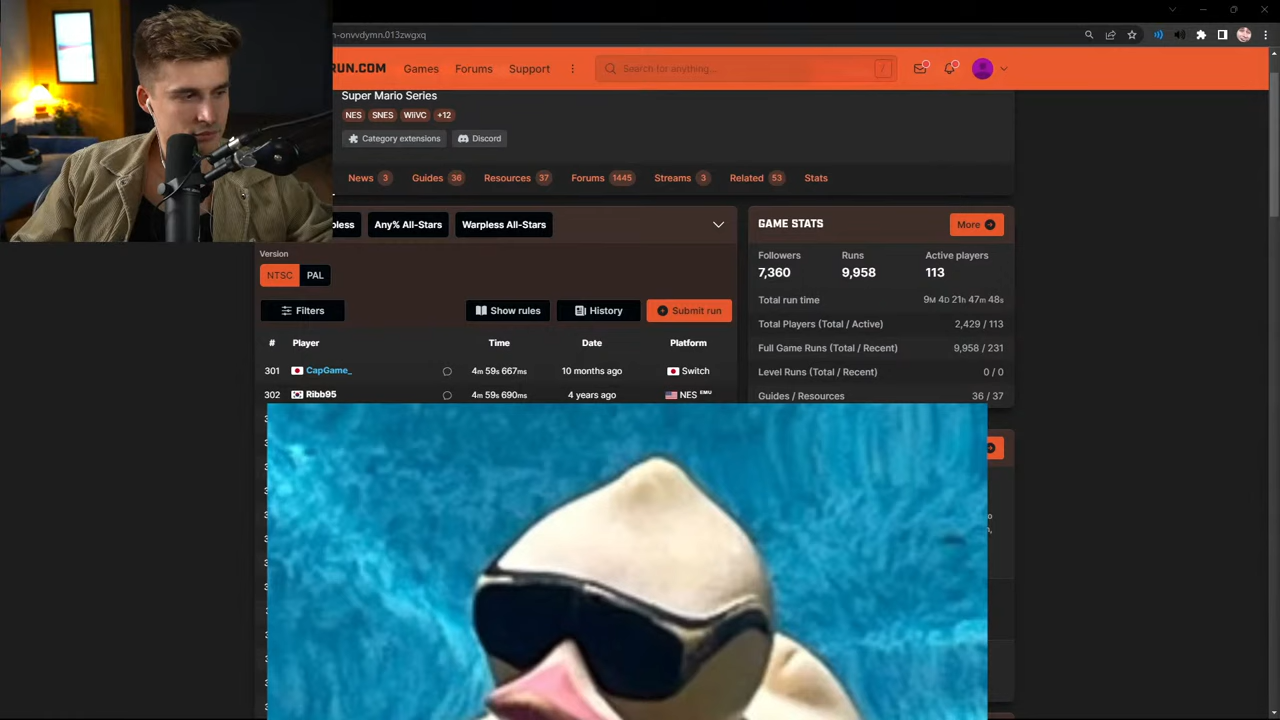 -onvvdymn.013zwgxq
RUN.COM Games Forums Support Search for anything... /
Super Mario Series
NES SNES WIIVC +12
Category extensions Discord
News 3 Guides 36 Resources 37 Forums 1445 Streams 3 Related 53 Stats
Any% All-Stars Warpless All-Stars
GAME STATS More
Version
NTSC PAL
Followers Runs Active players
7,360 9,958 113
Total run time 9M 4D 21h 47m 48s
Filters Show rules History Submit run
Total Players (Total / Active) 2,429 / 113
# Player Time Date Platform
Full Game Runs (Total / Recent) 9,958 / 231
301 CapGame_ 4m 59s 667ms 10 months ago Switch
Level Runs (Total / Recent) 0 / 0
302 Ribb95 4m 59s 690ms 4 years ago NES EMU
Guides / Resources 36 / 37